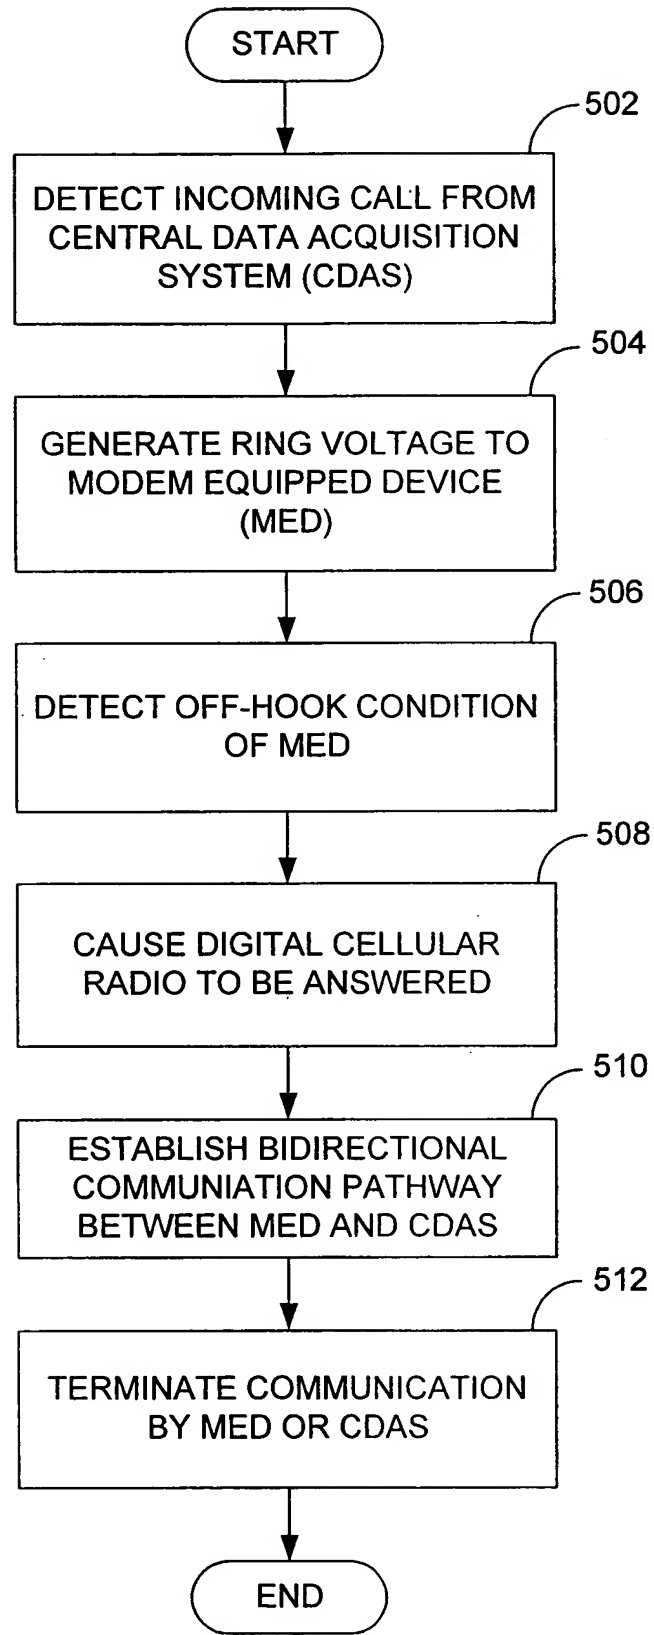 START
502
DETECT INCOMING CALL FROM
CENTRAL DATA ACQUISITION
SYSTEM (CDAS)
504
GENERATE RING VOLTAGE TO
MODEM EQUIPPED DEVICE
(MED)
506
DETECT OFF-HOOK CONDITION
OF MED
508
CAUSE DIGITAL CELLULAR
RADIO TO BE ANSWERED
510
ESTABLISH BIDIRECTIONAL
COMMUNIATION PATHWAY
BETWEEN MED AND CDAS
512
TERMINATE COMMUNICATION
BY MED OR CDAS
END